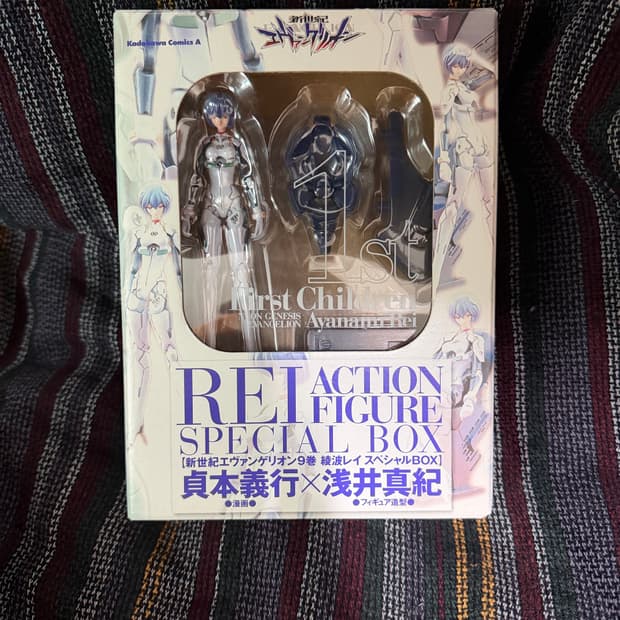 Kadokawa Comics A
新世紀
エヴァンゲリオン
1st
First Children
NEON GENESIS
EVANGELION
Ayanami Rei
REI ACTION
FIGURE
SPECIAL BOX
【新世紀エヴァンゲリオン9巻 綾波レイ スペシャルBOX】
貞本義行×浅井真紀
●漫画● ●フィギュア造型●